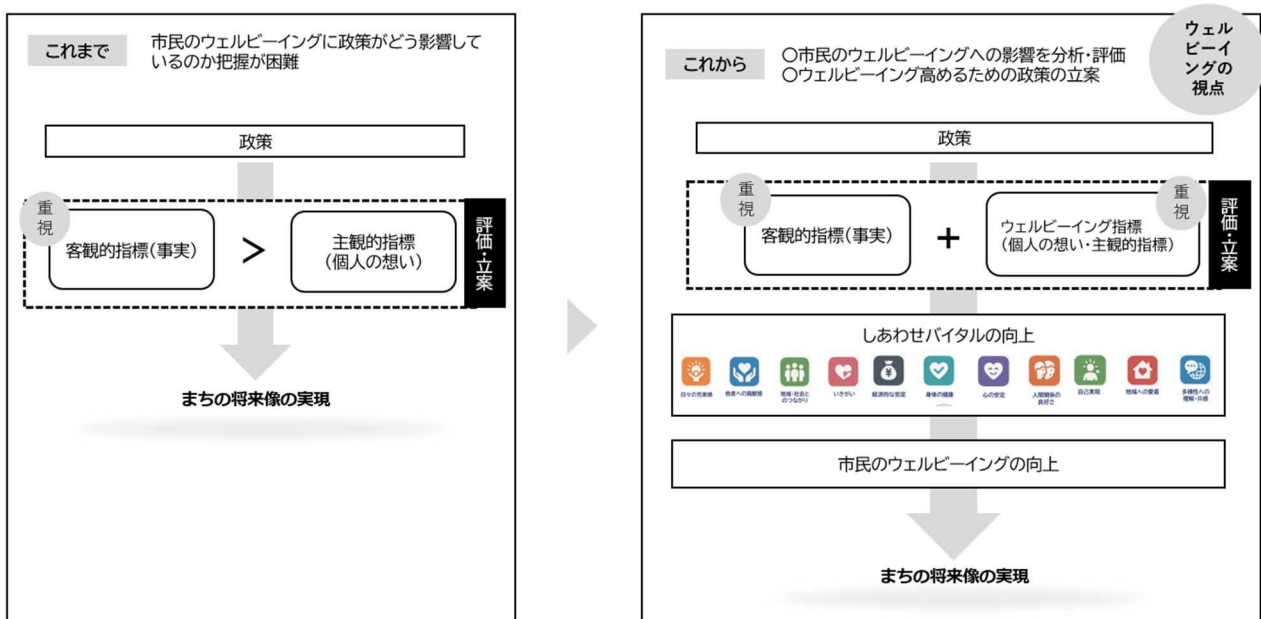 これまで
市民のウェルビーイングに政策がどう影響して
いるのか把握が困難
政策
重
視
客観的指標(事実)
>
主観的指標
(個人の想い)
評価・立案
まちの将来像の実現
これから
〇市民のウェルビーイングへの影響を分析・評価
〇ウェルビーイング高めるための政策の立案
ウェル
ビーイ
ングの
視点
政策
重
視
客観的指標(事実)
+
重
視
ウェルビーイング指標
(個人の想い・主観的指標)
評価・立案
しあわせバイタルの向上
日々の充実感
他者への貢献感
地域・社会と
のつながり
いきがい
経済的な安定
身体の健康
心の安定
人間関係の
良好さ
自己実現
地域への愛着
多様性への
理解・共感
市民のウェルビーイングの向上
まちの将来像の実現